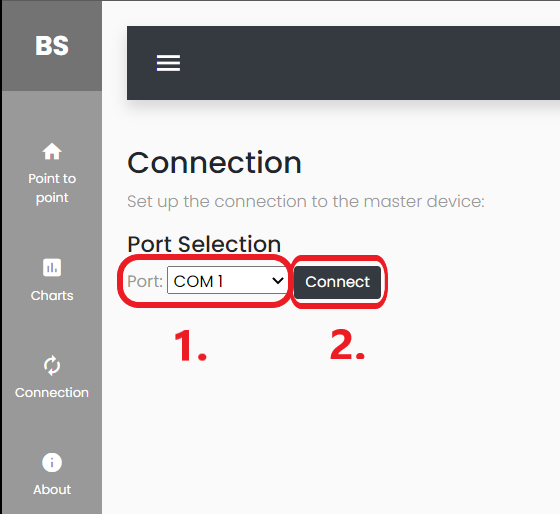 BS
Point to
point
Charts
Connection
About
Connection
Set up the connection to the master device:
Port Selection
Port: COM 1 Connect
1. 2.